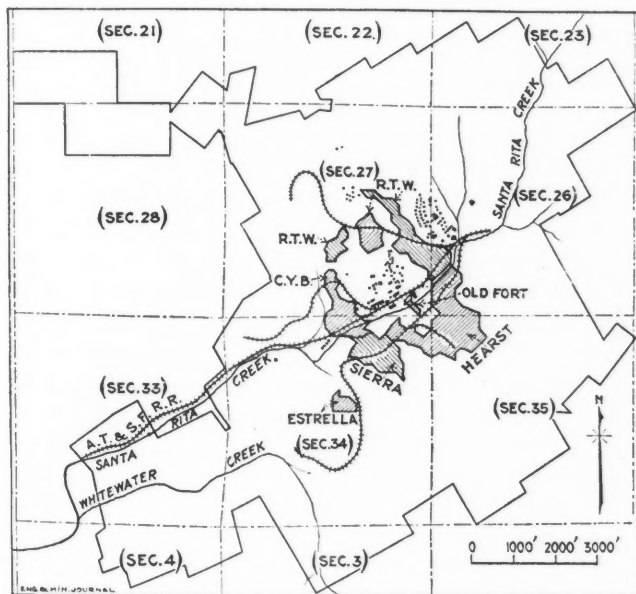 (SEC.21)
(SEC.22)
(SEC.23)
SANTA RITA CREEK
(SEC.27)
R.T.W.
(SEC.26)
(SEC.28)
R.T.W.
C.Y.B.
OLD FORT
HEARST
SIERRA
(SEC.33)
A.T. & S.F. R.R.
SANTA RITA CREEK
ESTRELLA
(SEC.34)
(SEC.35)
N
WHITEWATER CREEK
(SEC.4)
(SEC.3)
0 1000' 2000' 3000'
ENG. & MIN. JOURNAL